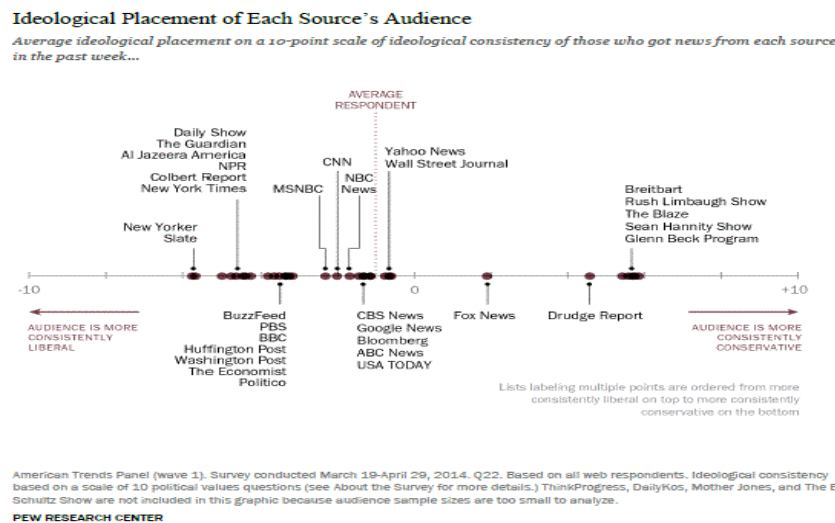 Ideological Placement of Each Source's Audience
Average ideological placement on a 10-point scale of ideological consistency of those who got news from each source
in the past week...
AVERAGE
RESPONDENT
Daily Show
The Guardian
Al Jazeera America
NPR
Colbert Report
New York Times
New Yorker
Slate
MSNBC
CNN
NBC
News
Yahoo News
Wall Street Journal
Breitbart
Rush Limbaugh Show
The Blaze
Sean Hannity Show
Glenn Beck Program
-10
0
+10
AUDIENCE IS MORE
CONSISTENTLY
LIBERAL
BuzzFeed
PBS
BBC
Huffington Post
Washington Post
The Economist
Politico
CBS News
Google News
Bloomberg
ABC News
USA TODAY
Fox News
Drudge Report
AUDIENCE IS MORE
CONSISTENTLY
CONSERVATIVE
Lists labeling multiple points are ordered from more
consistently liberal on top to more consistently
conservative on the bottom
American Trends Panel (wave 1). Survey conducted March 19-April 29, 2014. Q22. Based on all web respondents. Ideological consistency
based on a scale of 10 political values questions (see About the Survey for more details.) ThinkProgress, DailyKos, Mother Jones, and The E
Schultz Show are not included in this graphic because audience sample sizes are too small to analyze.
PEW RESEARCH CENTER